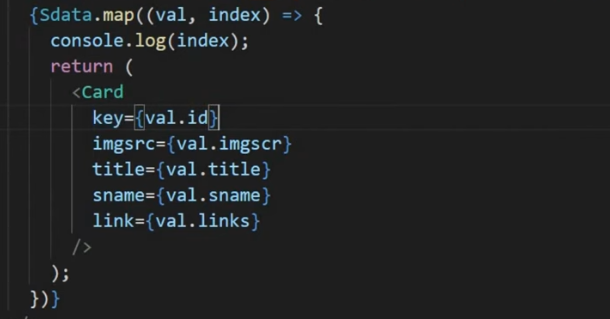 {Sdata.map((val, index) => {
console.log(index);
return (
<Card
key={val.id}
imgsrc={val.imgscr}
title={val.title}
sname={val.sname}
link={val.links}
/>
);
})}